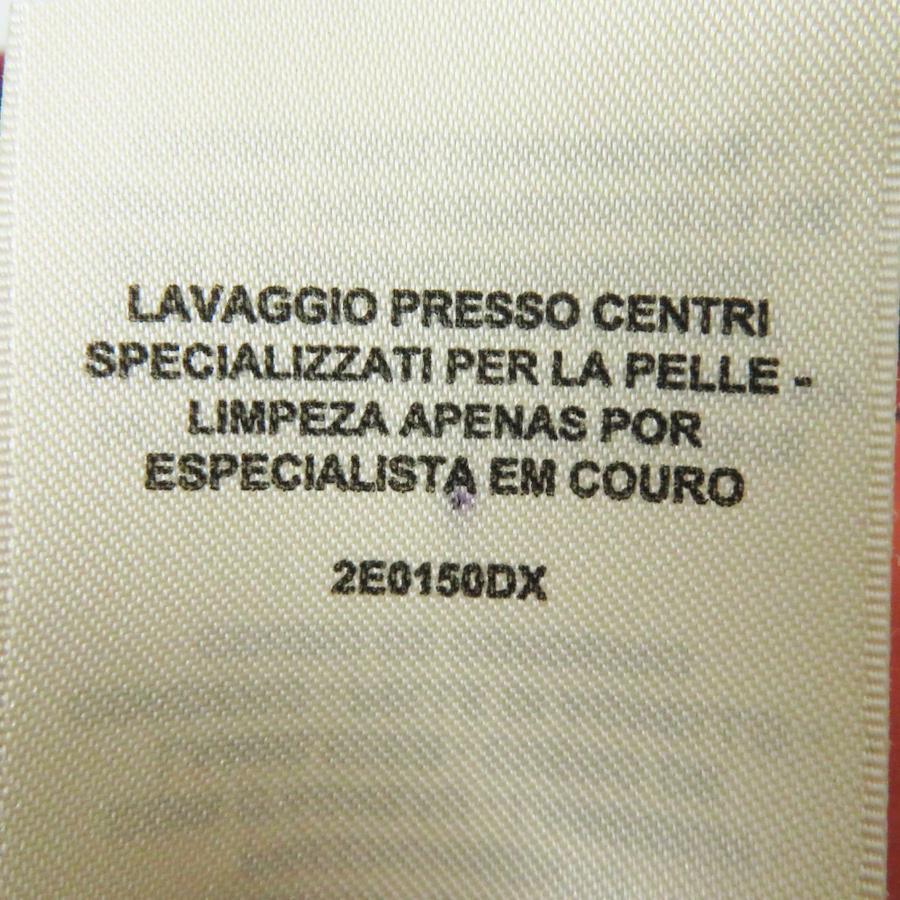 LAVAGGIO PRESSO CENTRI
SPECIALIZZATI PER LA PELLE -
LIMPEZA APENAS POR
ESPECIALISTA EM COURO
2E0150DX